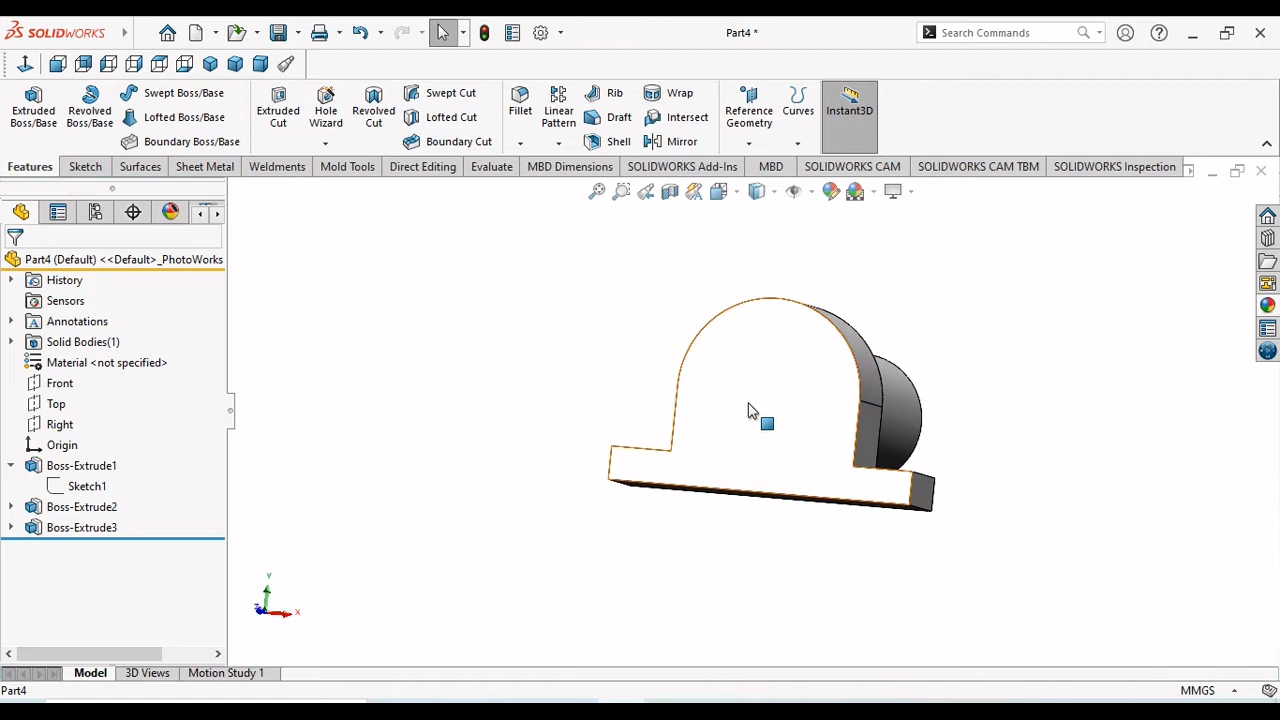 SOLIDWORKS
Part4 *
Search Commands
Extruded Boss/Base
Revolved Boss/Base
Swept Boss/Base
Lofted Boss/Base
Boundary Boss/Base
Extruded Cut
Hole Wizard
Revolved Cut
Swept Cut
Lofted Cut
Boundary Cut
Fillet
Linear Pattern
Rib
Draft
Shell
Wrap
Intersect
Mirror
Reference Geometry
Curves
Instant3D
Features Sketch Surfaces Sheet Metal Weldments Mold Tools Direct Editing Evaluate MBD Dimensions SOLIDWORKS Add-Ins MBD SOLIDWORKS CAM SOLIDWORKS CAM TBM SOLIDWORKS Inspection
Part4 (Default) <<Default>_PhotoWorks
History
Sensors
Annotations
Solid Bodies(1)
Material <not specified>
Front
Top
Right
Origin
Boss-Extrude1
Sketch1
Boss-Extrude2
Boss-Extrude3
Y
Z X
Model 3D Views Motion Study 1
Part4 MMGS